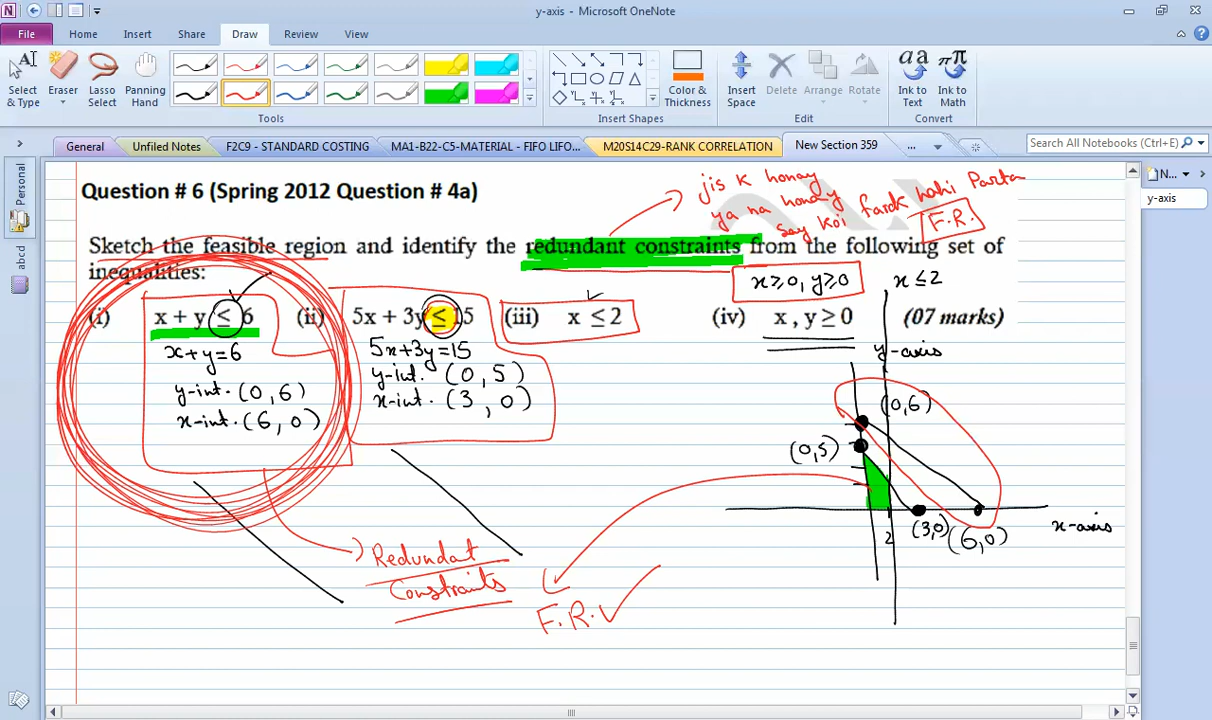 y-axis - Microsoft OneNote
File Home Insert Share Draw Review View
Select & Type Eraser Lasso Select Panning Hand Color & Thickness Insert Space Delete Arrange Rotate Ink to Text Ink to Math
Tools Insert Shapes Edit Convert
General Unfiled Notes F2C9 - STANDARD COSTING MA1-B22-C5-MATERIAL - FIFO LIFO... M20S14C29-RANK CORRELATION New Section 359 ... Search All Notebooks (Ctrl+E)
Personal
abcd
N...
y-axis
Question # 6 (Spring 2012 Question # 4a)
jis k honay
ya na honay
say koi farak nahi Parta
F.R.
Sketch the feasible region and identify the redundant constraints from the following set of
inequalities:
x ≥ 0, y ≥ 0 x ≤ 2
(i) x + y ≤ 6 (ii) 5x + 3y ≤ 15 (iii) x ≤ 2 (iv) x , y ≥ 0 (07 marks)
x+y=6
y-int. (0, 6)
x-int. (6, 0)
5x+3y=15
y-int. (0, 5)
x-int. (3, 0)
y-axis
(0,6)
(0,5)
2 (3,0) (6,0) x-axis
Redundant
Constraints
F.R.